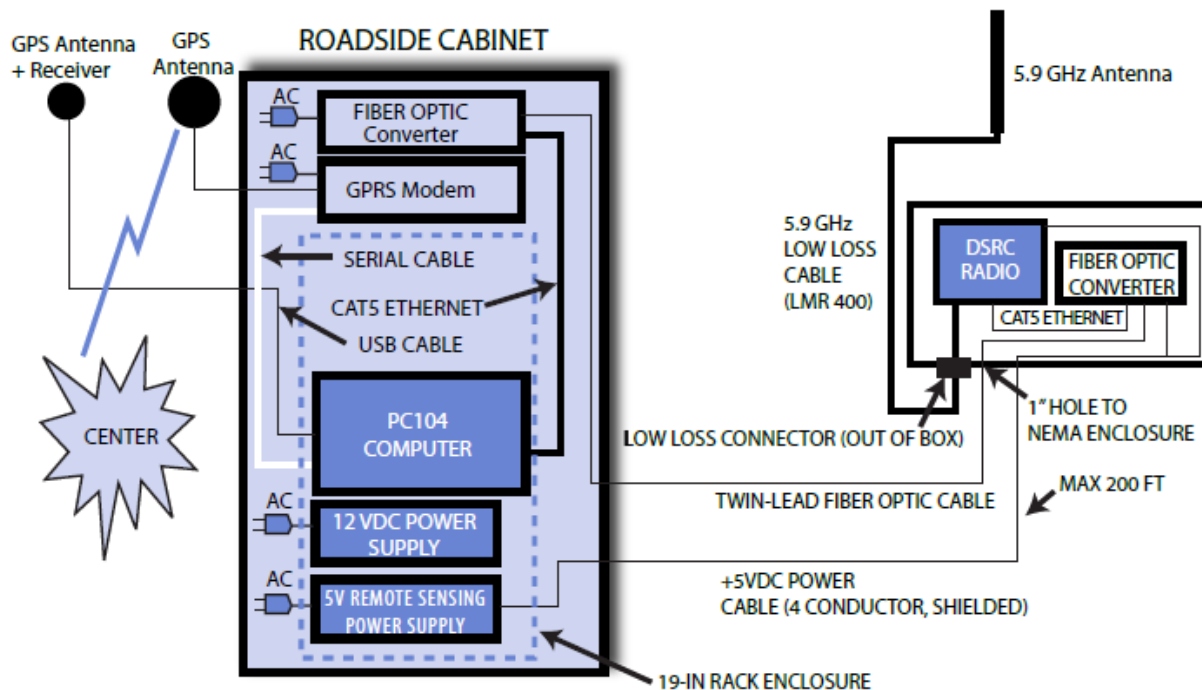 GPS Antenna
+ Receiver
GPS
Antenna
ROADSIDE CABINET
AC
FIBER OPTIC
Converter
AC
GPRS Modem
SERIAL CABLE
CAT5 ETHERNET
USB CABLE
PC104
COMPUTER
CENTER
AC
12 VDC POWER
SUPPLY
AC
5V REMOTE SENSING
POWER SUPPLY
19-IN RACK ENCLOSURE
5.9 GHz Antenna
5.9 GHz
LOW LOSS
CABLE
(LMR 400)
DSRC
RADIO
FIBER OPTIC
CONVERTER
CAT5 ETHERNET
LOW LOSS CONNECTOR (OUT OF BOX)
1" HOLE TO
NEMA ENCLOSURE
TWIN-LEAD FIBER OPTIC CABLE
MAX 200 FT
+5VDC POWER
CABLE (4 CONDUCTOR, SHIELDED)